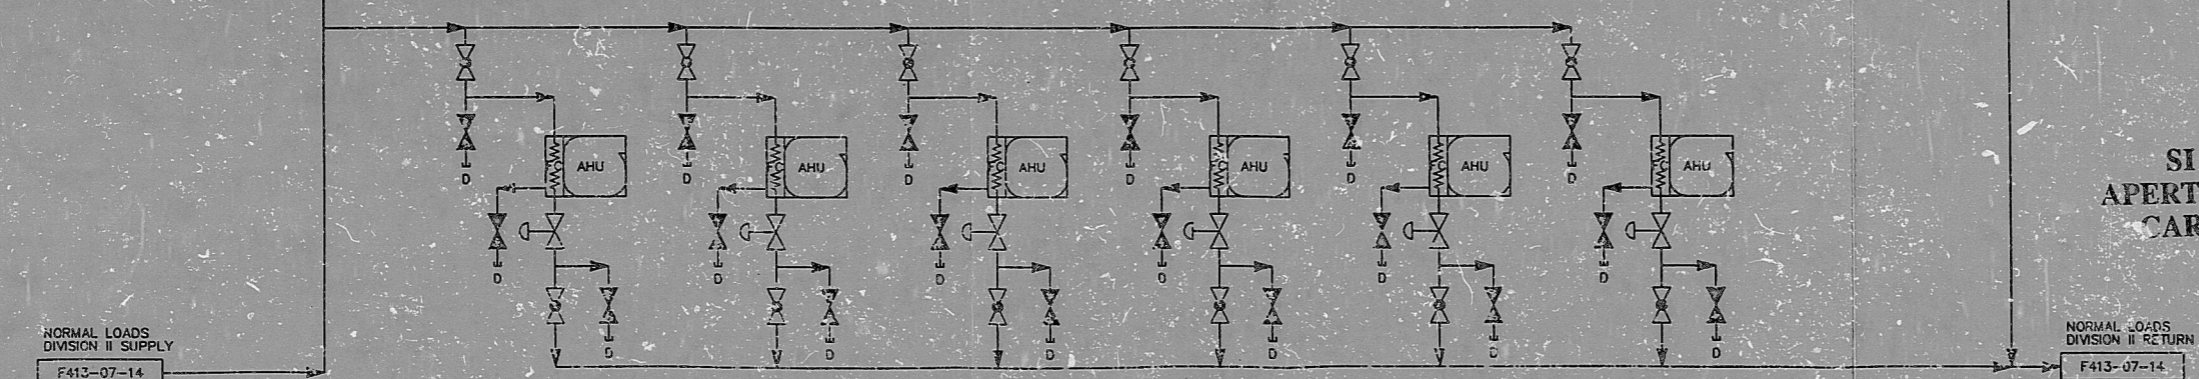 AHU
AHU
AHU
AHU
AHU
AHU
D
D
D
D
D
D
SI
APERT
CAR
D
D
D
D
D
D
NORMAL LOADS
DIVISION II SUPPLY
F413-07-14
D
D
D
D
D
D
NORMAL LOADS
DIVISION II RETURN
F413-07-14